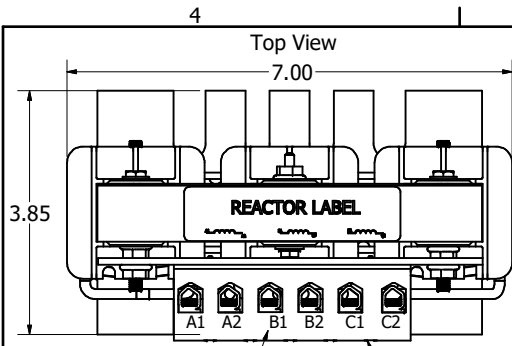 4
Top View
7.00
3.85
REACTOR LABEL
A1 A2 B1 B2 C1 C2